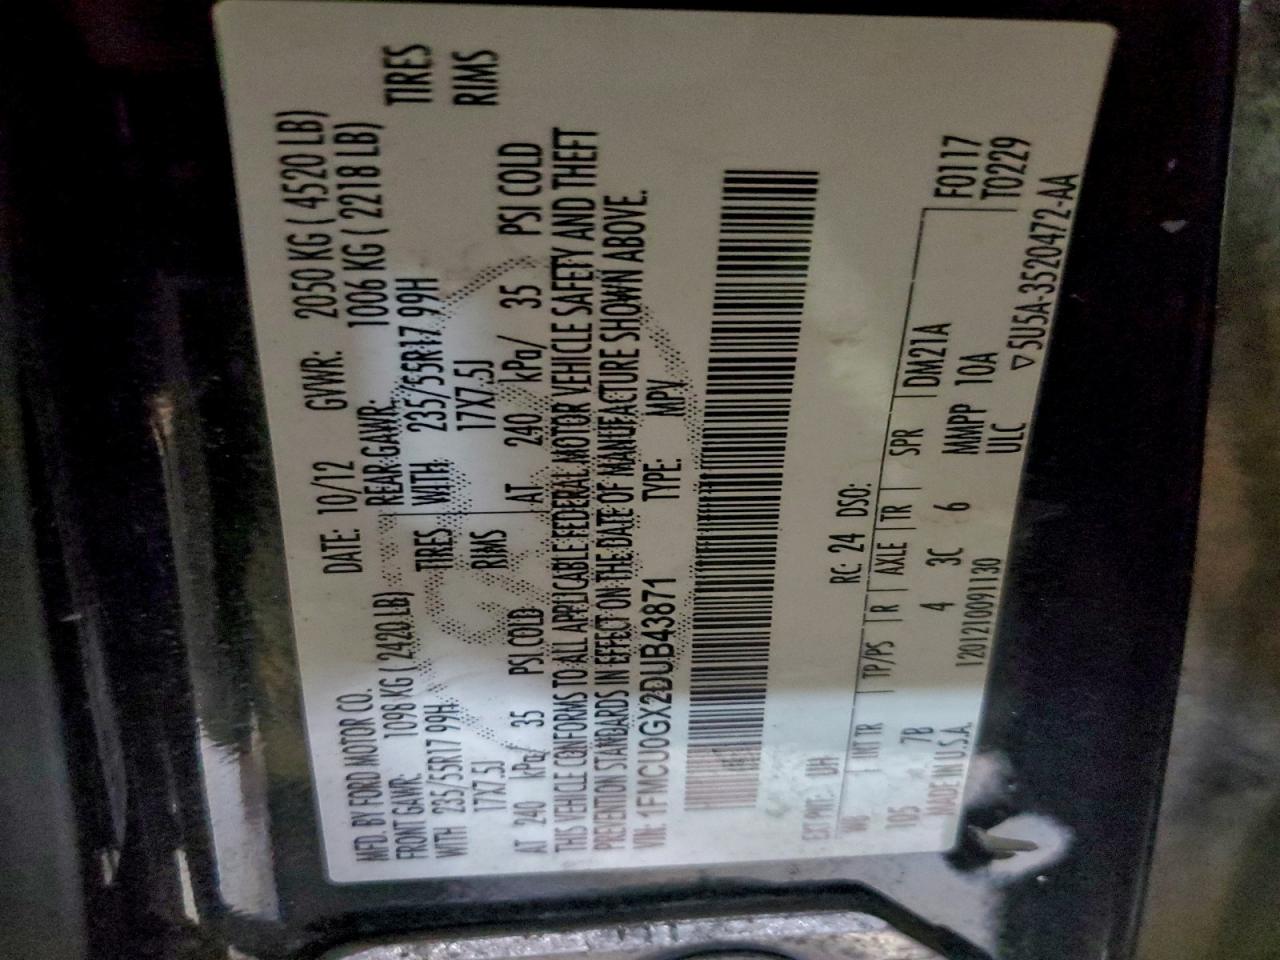 MFD. BY FORD MOTOR CO. DATE: 10/12 GVWR: 2050 KG ( 4520 LB)
FRONT GAWR: 1098 KG ( 2420 LB) REAR GAWR: 1006 KG ( 2218 LB)
WITH 235/55R17 99H TIRES WITH 235/55R17 99H TIRES
17X7.5J RIMS 17X7.5J RIMS
AT 240 kPa/ 35 PSI COLD AT 240 kPa/ 35 PSI COLD
THIS VEHICLE CONFORMS TO ALL APPLICABLE FEDERAL MOTOR VEHICLE SAFETY AND THEFT
PREVENTION STANDARDS IN EFFECT ON THE DATE OF MANUFACTURE SHOWN ABOVE.
VIN: 1FMCU0GX2DUB43871 TYPE: MPV
EXT PNT: UH RC: 24 DSO:
WB INT TR TP/PS R AXLE TR SPR DM21A F0117
105 7B 4 3C 6 MMPP 10A T0229
MADE IN U.S.A. 1201210091130 ULC
▽5U5A-3520472-AA